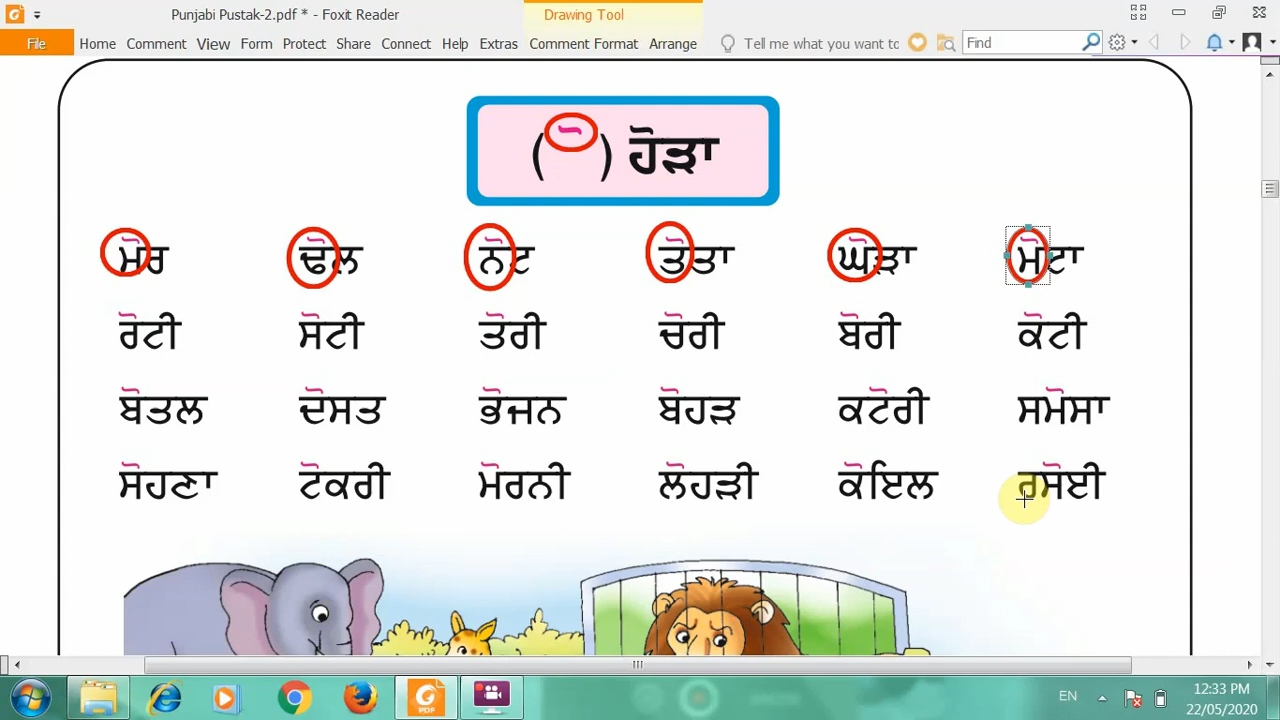 Punjabi Pustak-2.pdf * - Foxit Reader
Drawing Tool
File Home Comment View Form Protect Share Connect Help Extras Comment Format Arrange Tell me what you want to Find
( ੋ ) ਹੋੜਾ
ਮੋਰ ਢੋਲ ਨੋਟ ਤੋਤਾ ਘੋੜਾ ਮੋਟਾ
ਰੋਟੀ ਸੋਟੀ ਤੋਰੀ ਚੋਰੀ ਬੋਰੀ ਕੋਟੀ
ਬੋਤਲ ਦੋਸਤ ਭੋਜਨ ਬੋਹੜ ਕਟੋਰੀ ਸਮੋਸਾ
ਸੋਹਣਾ ਟੋਕਰੀ ਮੋਰਨੀ ਲੋਹੜੀ ਕੋਇਲ ਰਸੋਈ
PDF
EN
12:33 PM
22/05/2020